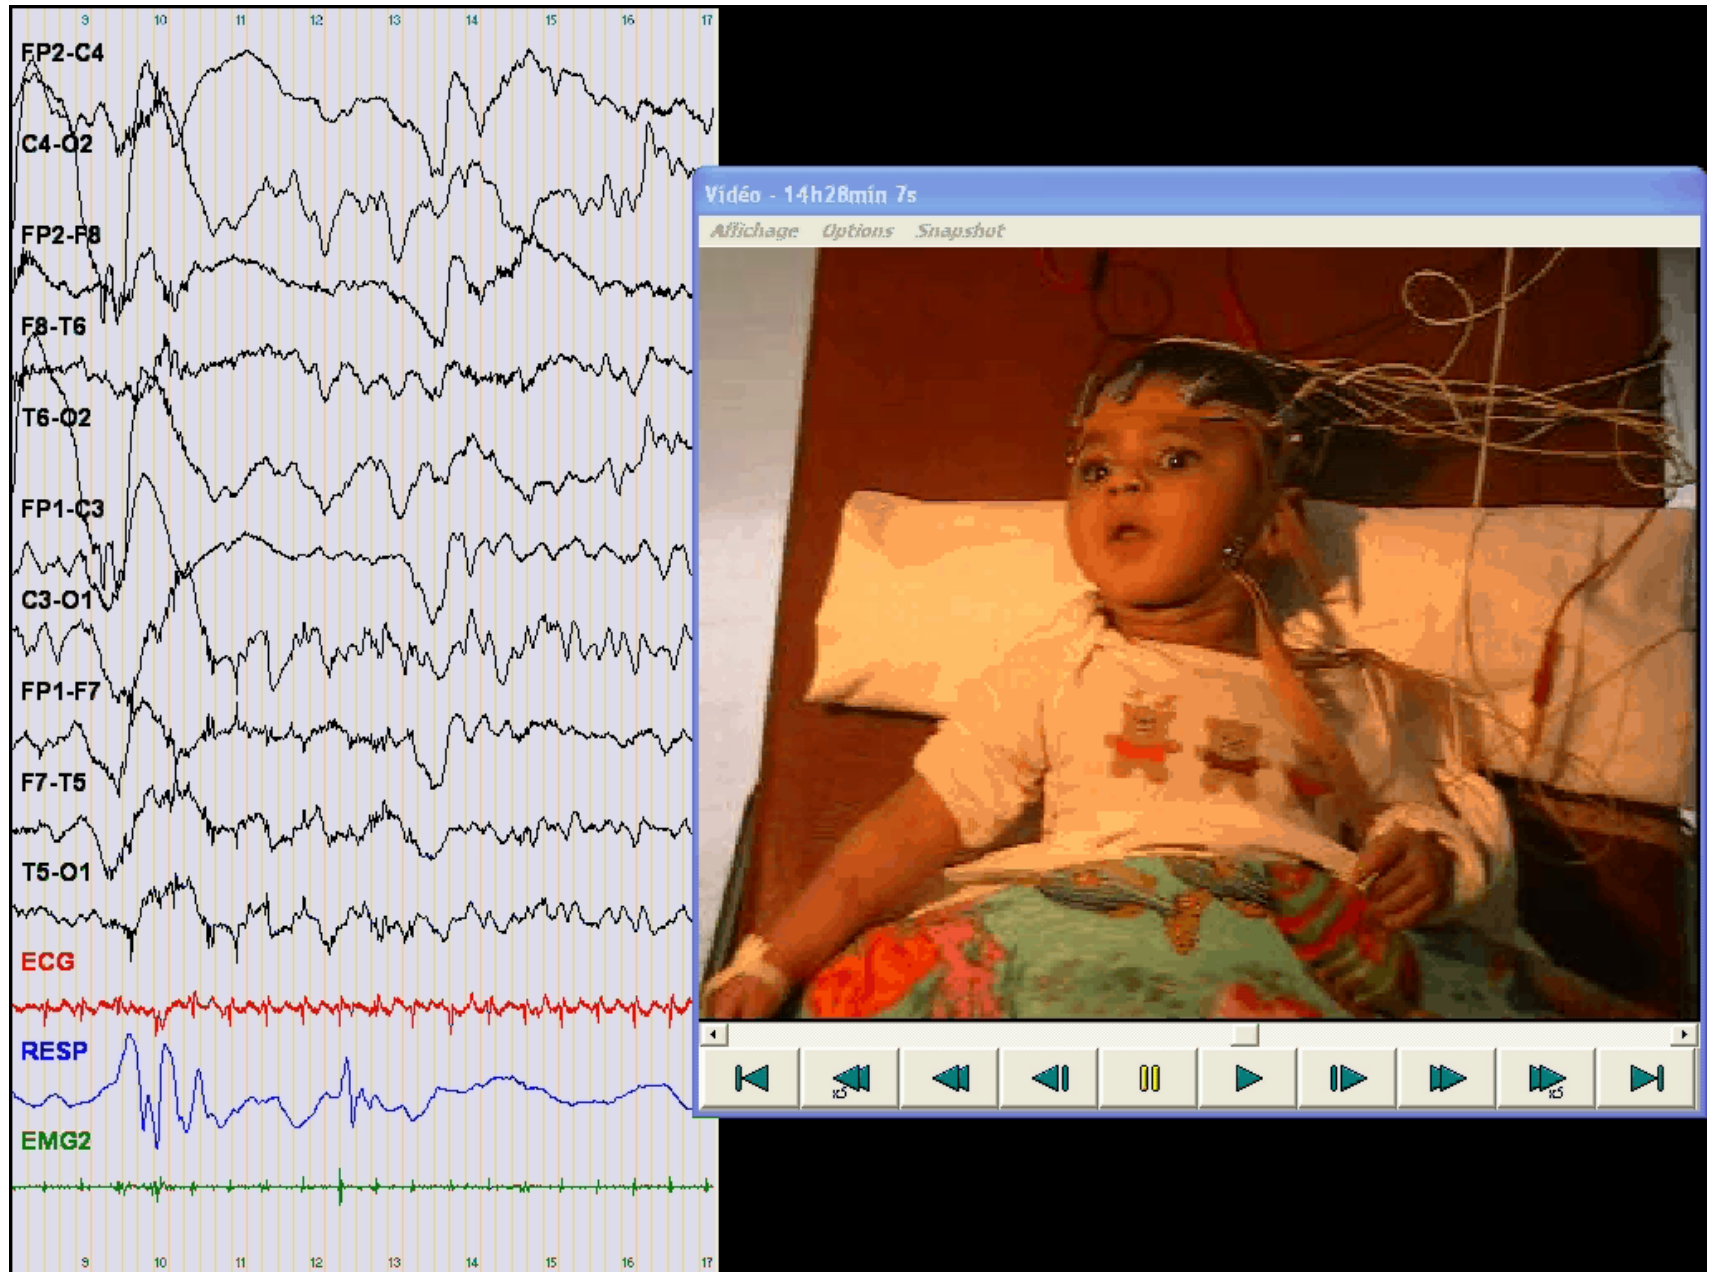 9 10 11 12 13 14 15 16 17
FP2-C4
C4-O2
FP2-F8
F8-T6
T6-O2
FP1-C3
C3-O1
FP1-F7
F7-T5
T5-O1
ECG
RESP
EMG2
9 10 11 12 13 14 15 16 17
Vidéo - 14h28min 7s
Affichage Options Snapshot
x5 x5